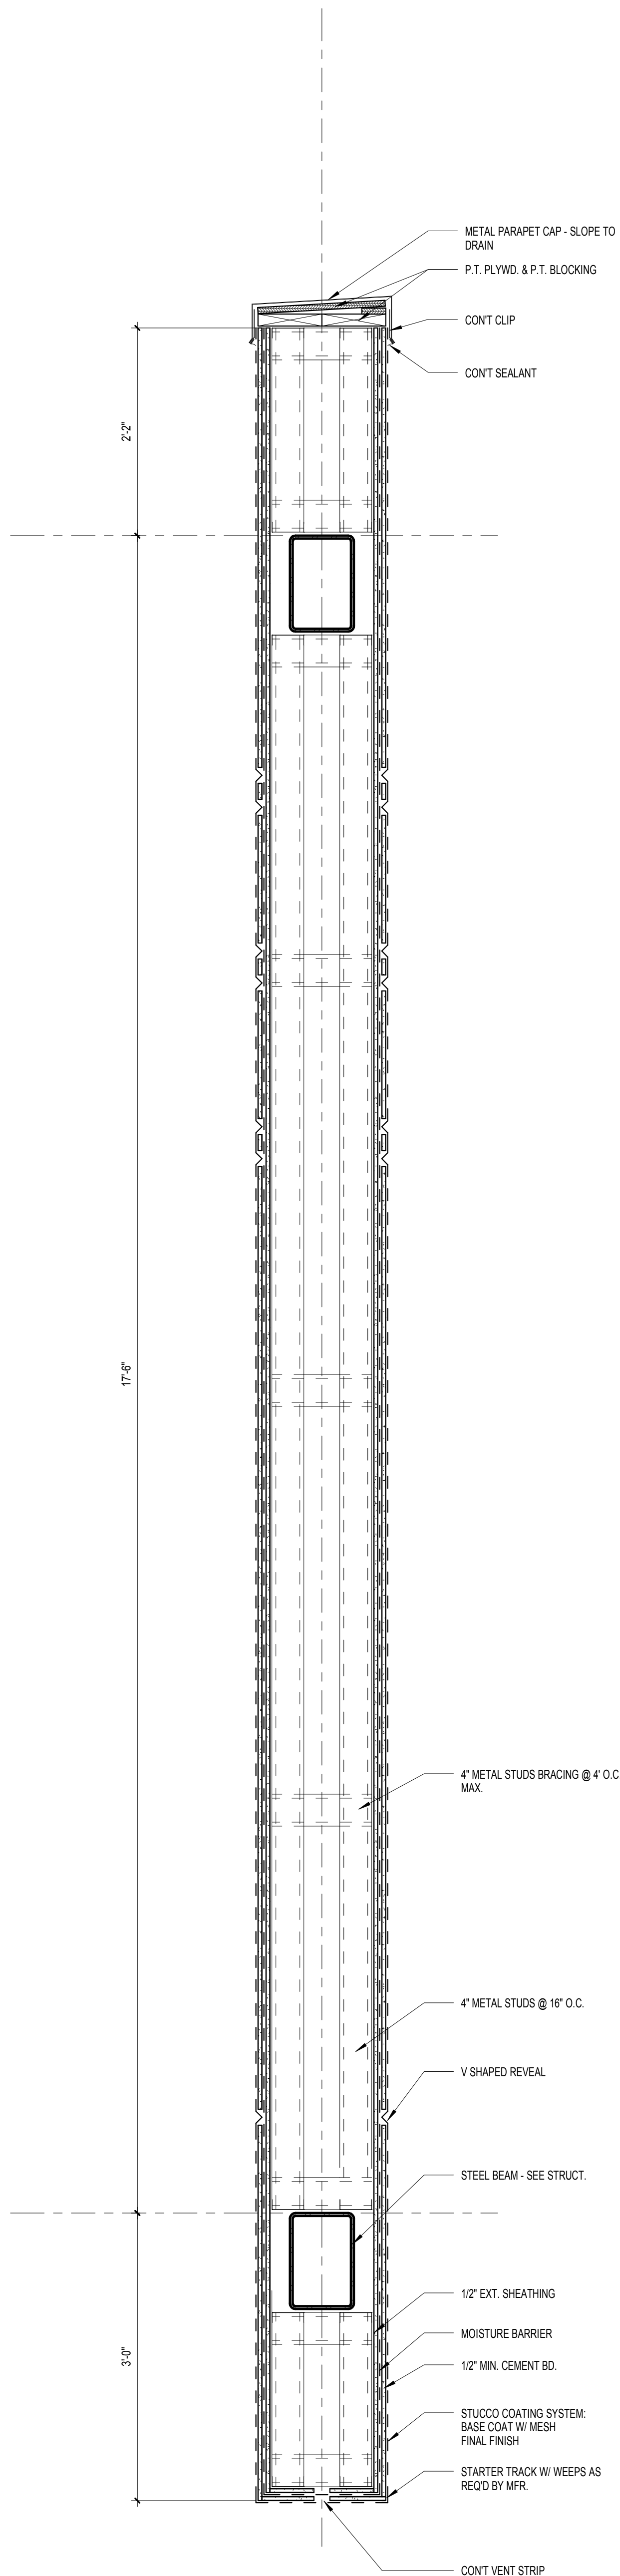 METAL PARAPET CAP - SLOPE TO
DRAIN
P.T. PLYWD. & P.T. BLOCKING
CON'T CLIP
CON'T SEALANT
2'-2"
17'-6"
4" METAL STUDS BRACING @ 4' O.C
MAX.
4" METAL STUDS @ 16" O.C.
V SHAPED REVEAL
STEEL BEAM - SEE STRUCT.
1/2" EXT. SHEATHING
MOISTURE BARRIER
3'-0"
1/2" MIN. CEMENT BD.
STUCCO COATING SYSTEM:
BASE COAT W/ MESH
FINAL FINISH
STARTER TRACK W/ WEEPS AS
REQ'D BY MFR.
CON'T VENT STRIP